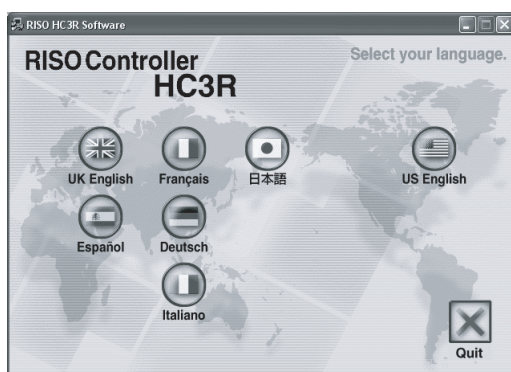 RISO HC3R Software
Select your language.
RISO Controller
HC3R
UK English
Français
日本語
US English
Español
Deutsch
Italiano
Quit